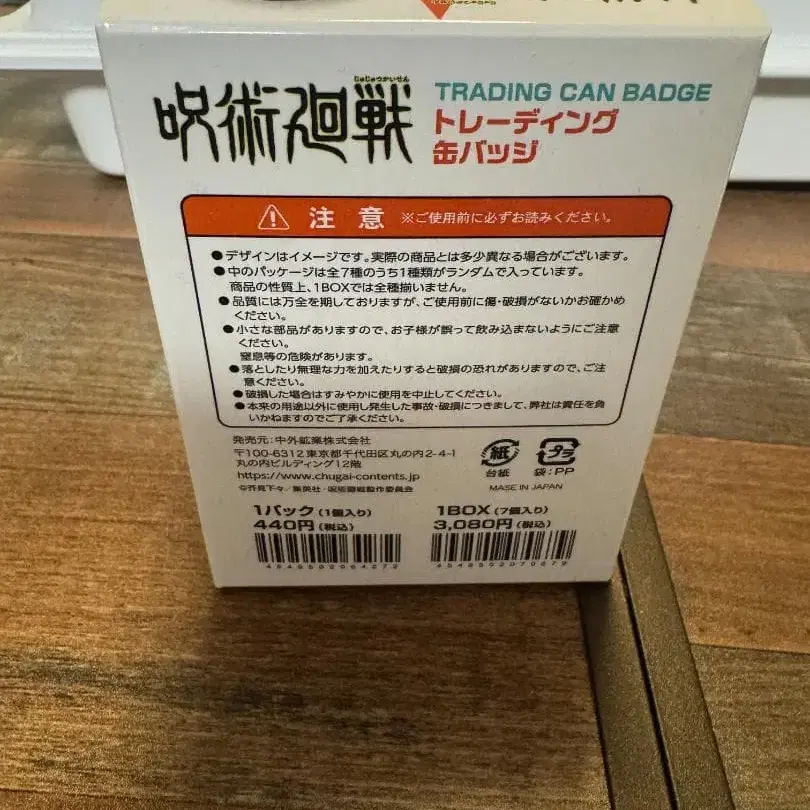 じゅじゅつかいせん
呪術廻戦
TRADING CAN BADGE
トレーディング
缶バッジ
注意 ※ご使用前に必ずお読みください。
●デザインはイメージです。実際の商品とは多少異なる場合がございます。
●中のパッケージは全7種のうち1種類がランダムで入っています。
商品の性質上、1BOXでは全種揃いません。
●品質には万全を期しておりますが、ご使用前に傷・破損がないかお確かめ
ください。
●小さな部品がありますので、お子様が誤って飲み込まないようにご注意
ください。
窒息等の危険があります。
●落としたり無理な力を加えたりすると破損の恐れがありますので、ご注
意ください。
●破損した場合はすみやかに使用を中止してください。
●本来の用途以外に使用し発生した事故・破損につきまして、弊社は責任を負
いかねますのでご了承ください。
発売元:中外鉱業株式会社
〒100-6312 東京都千代田区丸の内2-4-1
丸の内ビルディング12階
https://www.chugai-contents.jp
©芥見下々/集英社・呪術廻戦製作委員会
紙
台紙
プラ
袋:PP
MADE IN JAPAN
1パック(1個入り)
440円(税込)
1BOX(7個入り)
3,080円(税込)